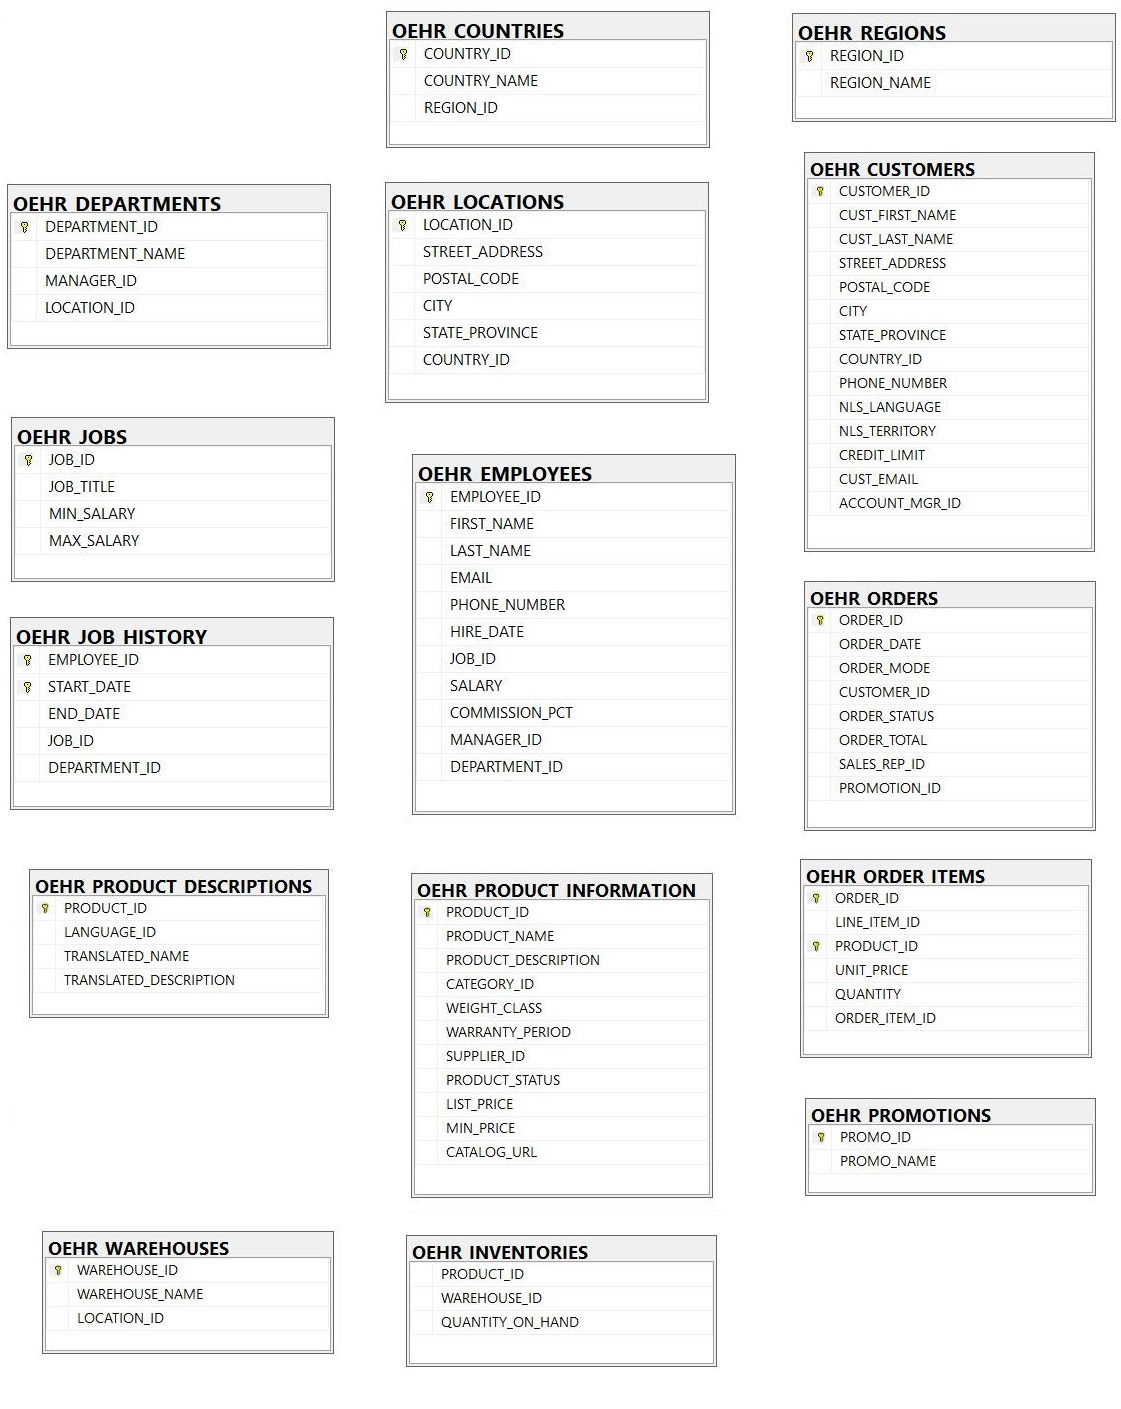 OEHR COUNTRIES
COUNTRY_ID
COUNTRY_NAME
REGION_ID
OEHR REGIONS
REGION_ID
REGION_NAME
OEHR DEPARTMENTS
DEPARTMENT_ID
DEPARTMENT_NAME
MANAGER_ID
LOCATION_ID
OEHR LOCATIONS
LOCATION_ID
STREET_ADDRESS
POSTAL_CODE
CITY
STATE_PROVINCE
COUNTRY_ID
OEHR CUSTOMERS
CUSTOMER_ID
CUST_FIRST_NAME
CUST_LAST_NAME
STREET_ADDRESS
POSTAL_CODE
CITY
STATE_PROVINCE
COUNTRY_ID
PHONE_NUMBER
NLS_LANGUAGE
NLS_TERRITORY
CREDIT_LIMIT
CUST_EMAIL
ACCOUNT_MGR_ID
OEHR JOBS
JOB_ID
JOB_TITLE
MIN_SALARY
MAX_SALARY
OEHR EMPLOYEES
EMPLOYEE_ID
FIRST_NAME
LAST_NAME
EMAIL
PHONE_NUMBER
HIRE_DATE
JOB_ID
SALARY
COMMISSION_PCT
MANAGER_ID
DEPARTMENT_ID
OEHR ORDERS
ORDER_ID
ORDER_DATE
ORDER_MODE
CUSTOMER_ID
ORDER_STATUS
ORDER_TOTAL
SALES_REP_ID
PROMOTION_ID
OEHR JOB HISTORY
EMPLOYEE_ID
START_DATE
END_DATE
JOB_ID
DEPARTMENT_ID
OEHR PRODUCT DESCRIPTIONS
PRODUCT_ID
LANGUAGE_ID
TRANSLATED_NAME
TRANSLATED_DESCRIPTION
OEHR PRODUCT INFORMATION
PRODUCT_ID
PRODUCT_NAME
PRODUCT_DESCRIPTION
CATEGORY_ID
WEIGHT_CLASS
WARRANTY_PERIOD
SUPPLIER_ID
PRODUCT_STATUS
LIST_PRICE
MIN_PRICE
CATALOG_URL
OEHR ORDER ITEMS
ORDER_ID
LINE_ITEM_ID
PRODUCT_ID
UNIT_PRICE
QUANTITY
ORDER_ITEM_ID
OEHR PROMOTIONS
PROMO_ID
PROMO_NAME
OEHR WAREHOUSES
WAREHOUSE_ID
WAREHOUSE_NAME
LOCATION_ID
OEHR INVENTORIES
PRODUCT_ID
WAREHOUSE_ID
QUANTITY_ON_HAND